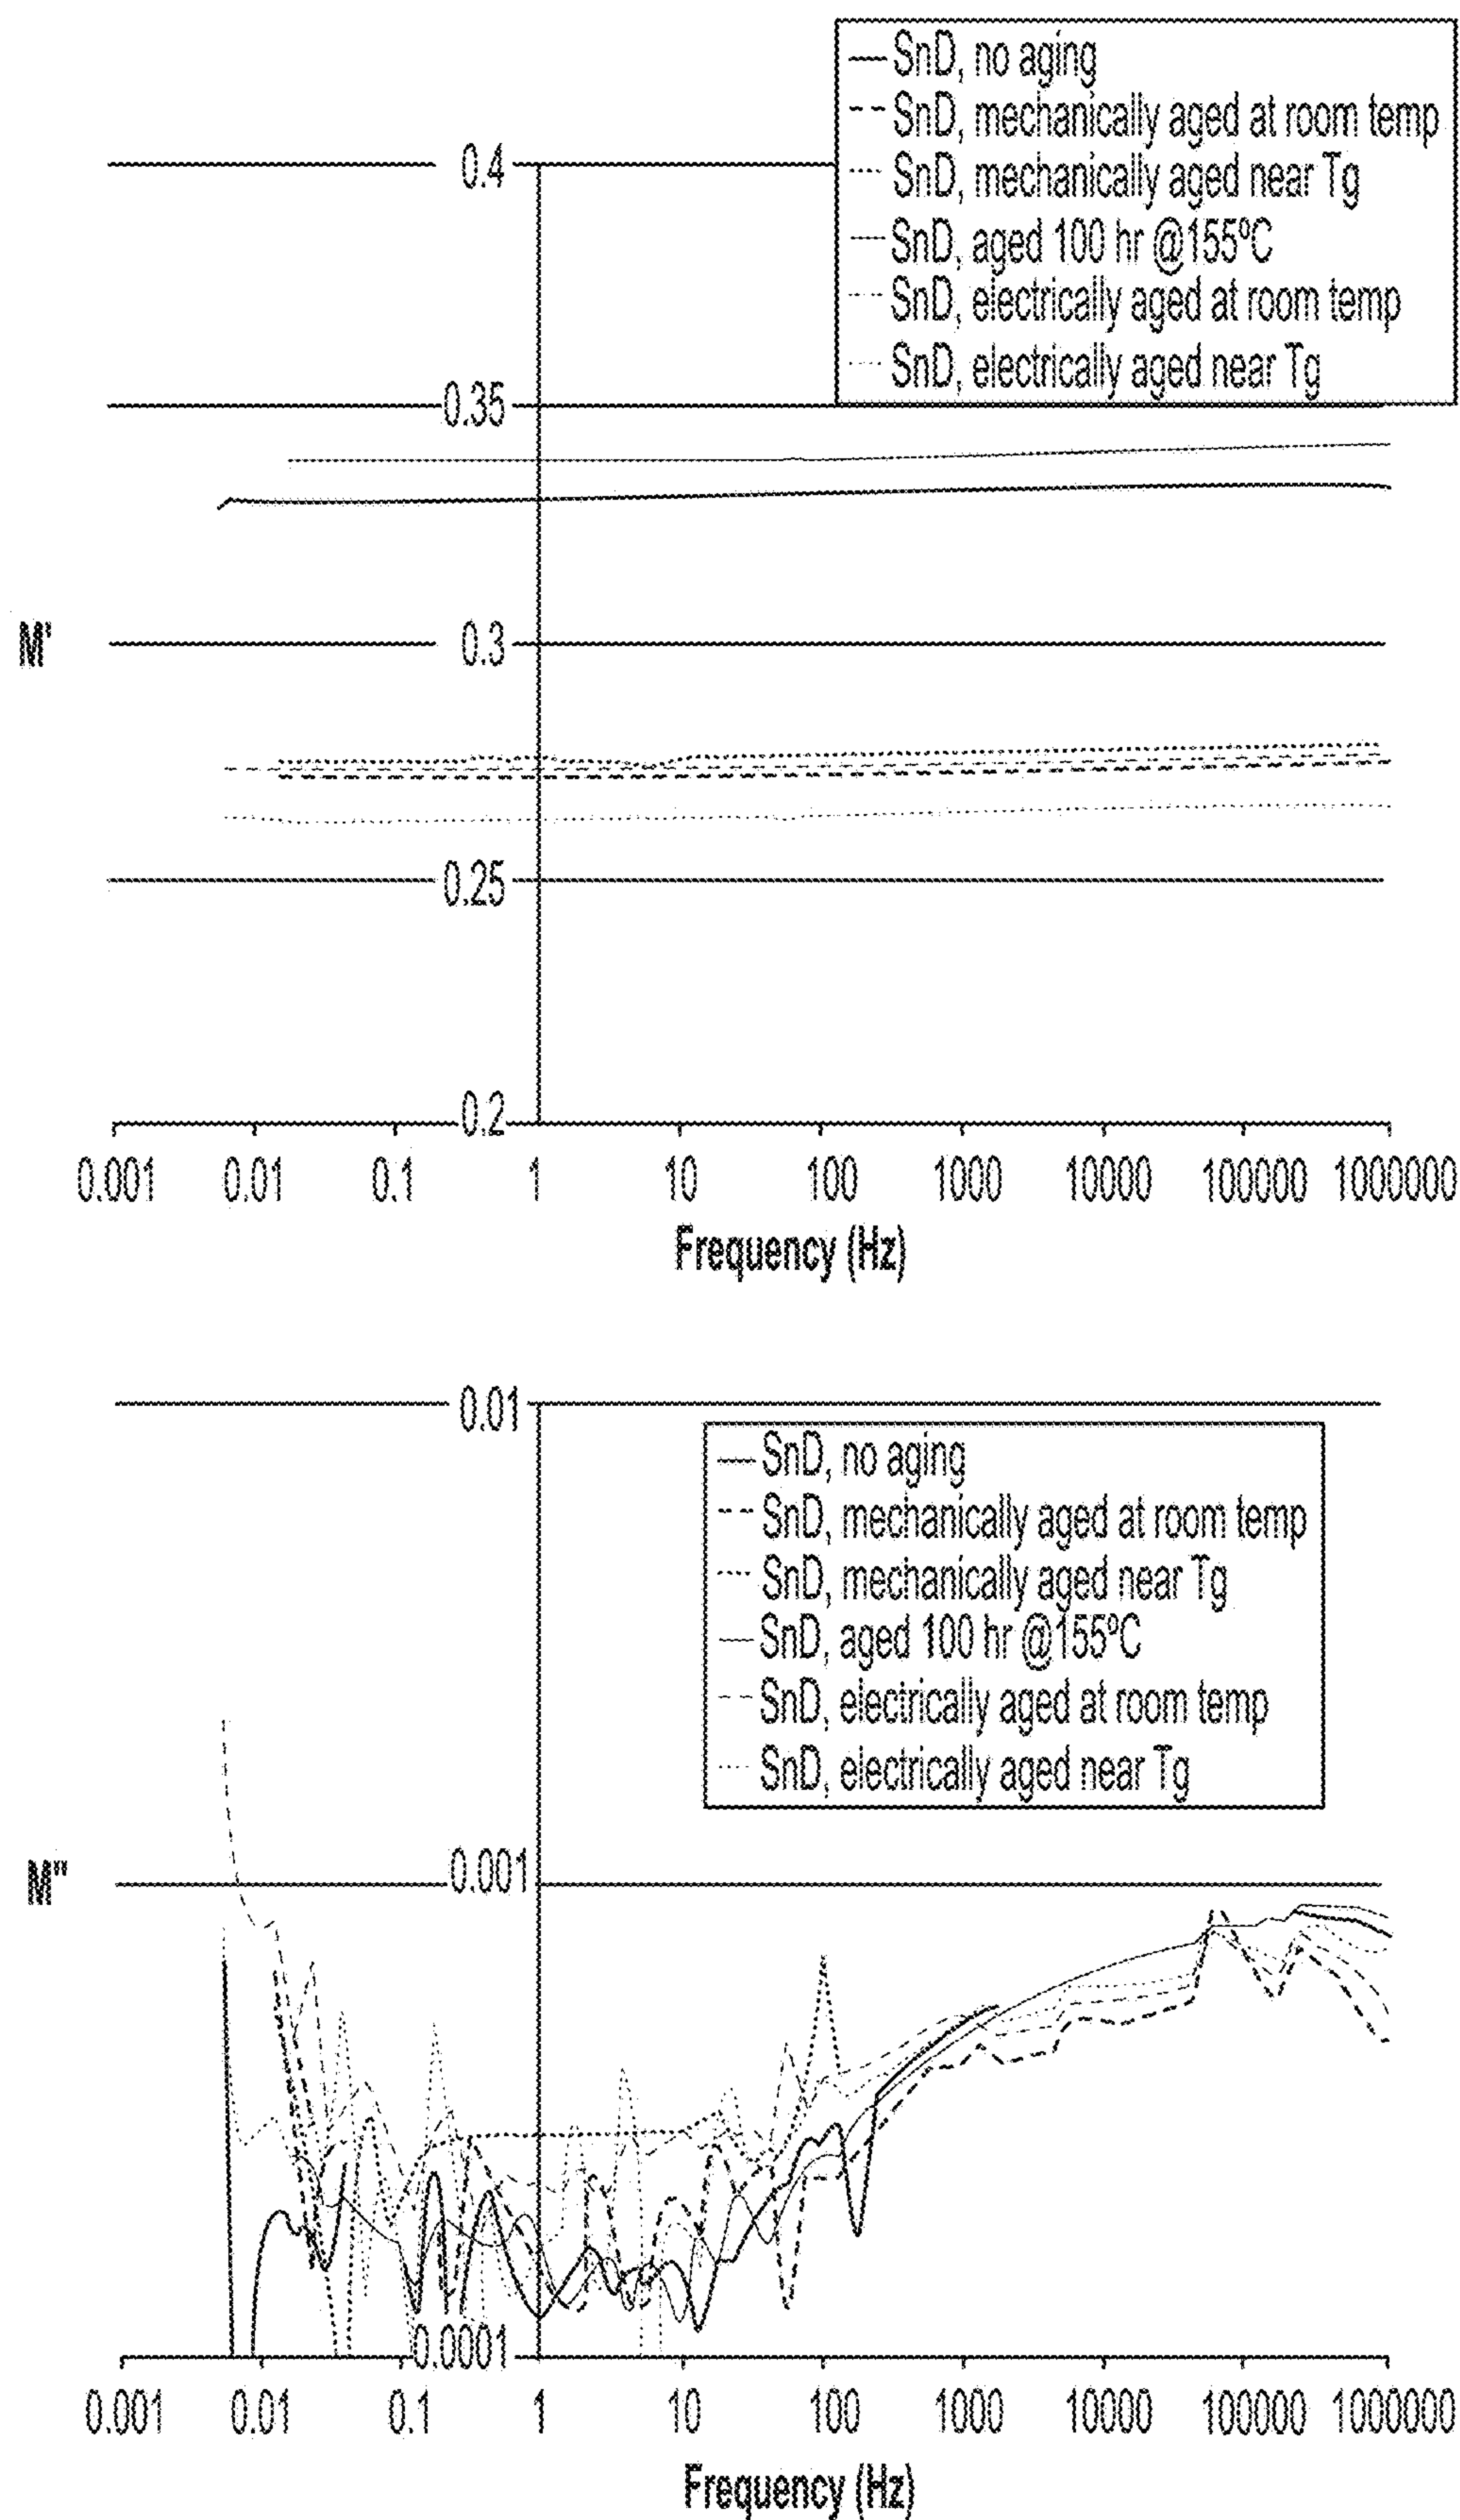 SnD, no aging
SnD, mechanically aged at room temp
SnD, mechanically aged near Tg
SnD, aged 100 hr @155ºC
SnD, electrically aged at room temp
SnD, electrically aged near Tg
0.4
0.35
M'
0.3
0.25
0.2
0.001 0.01 0.1 1 10 100 1000 10000 100000 1000000
Frequency (Hz)
0.01
SnD, no aging
SnD, mechanically aged at room temp
SnD, mechanically aged near Tg
SnD, aged 100 hr @155ºC
SnD, electrically aged at room temp
SnD, electrically aged near Tg
M"
0.001
0.0001
0.001 0.01 0.1 1 10 100 1000 10000 100000 1000000
Frequency (Hz)